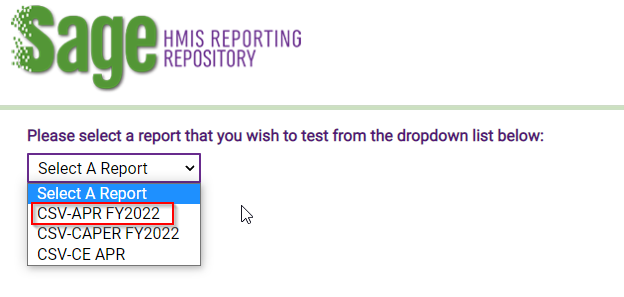 Sage HMIS REPORTING
REPOSITORY
Please select a report that you wish to test from the dropdown list below:
Select A Report
Select A Report
CSV-APR FY2022
CSV-CAPER FY2022
CSV-CE APR